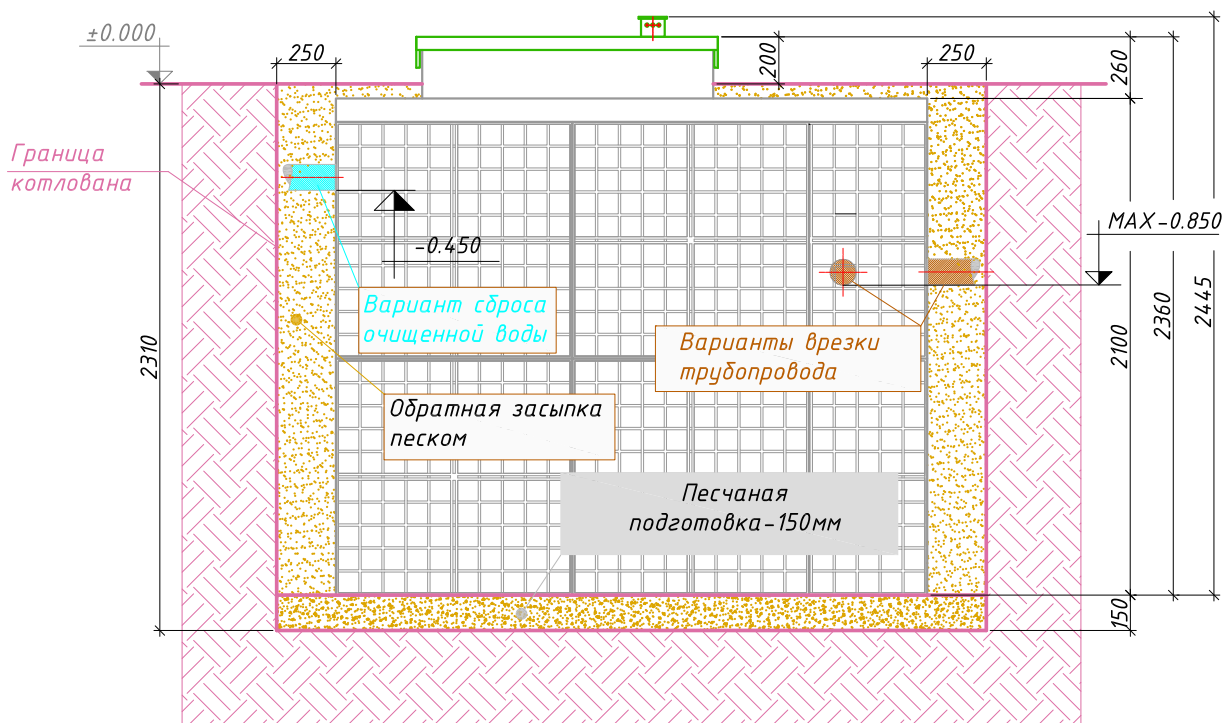 ±0.000
250
200
250
260
Граница
котлована
MAX-0.850
-0.450
Вариант сброса
очищенной воды
2445
2360
2310
2100
Варианты врезки
трубопровода
Обратная засыпка
песком
Песчаная
подготовка-150мм
150